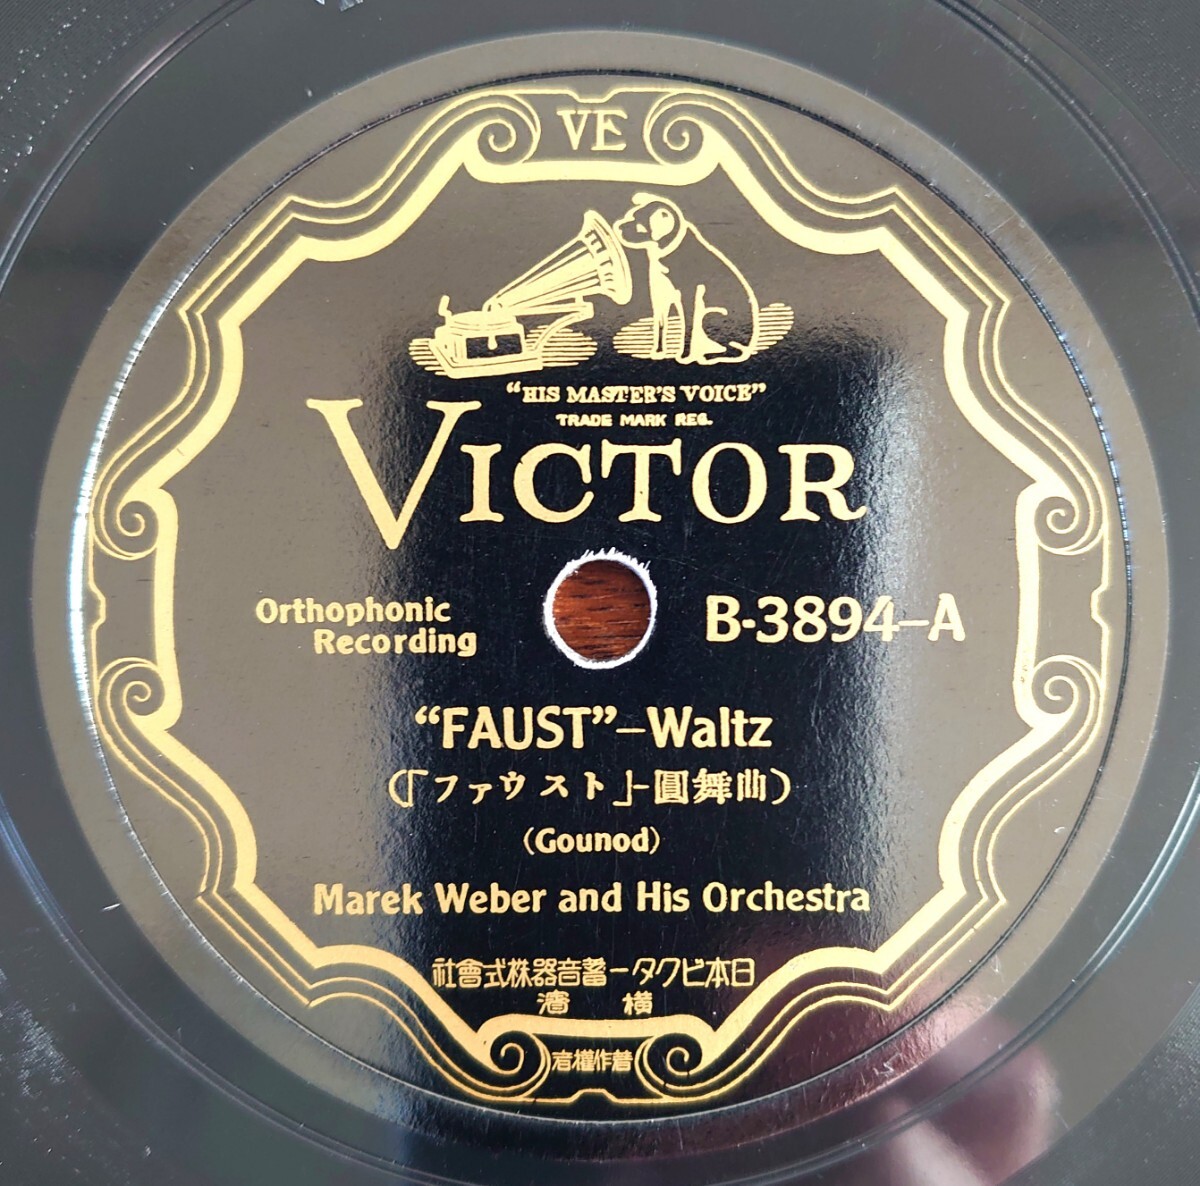 VE
"HIS MASTER'S VOICE"
TRADE MARK REG.
VICTOR
Orthophonic
Recording
B-3894-A
"FAUST"-Waltz
(「ファウスト」-圓舞曲)
(Gounod)
Marek Weber and His Orchestra
日本ビクター蓄音器株式會社
横濱
著作權者